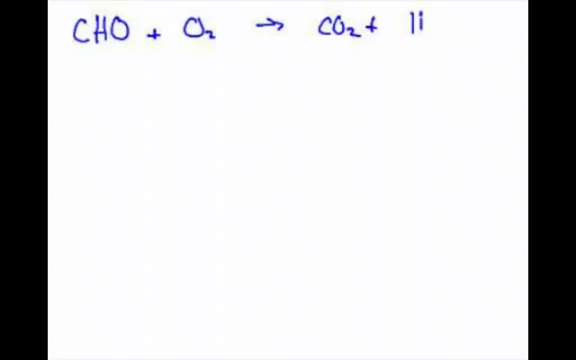 CHO + O₂ → CO₂ +